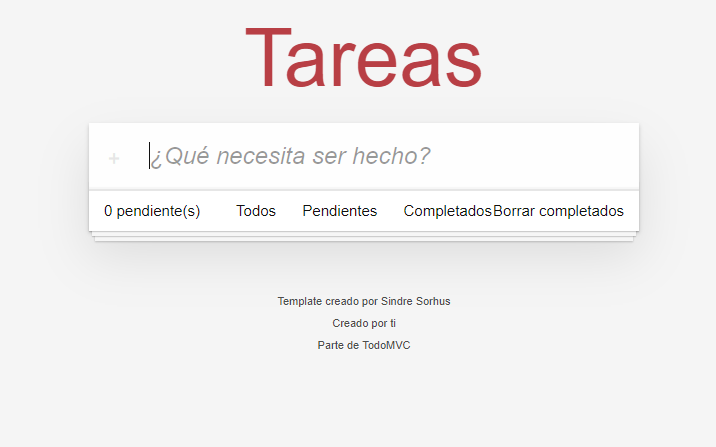 Tareas
¿Qué necesita ser hecho?
0 pendiente(s) Todos Pendientes Completados Borrar completados
Template creado por Sindre Sorhus
Creado por ti
Parte de TodoMVC